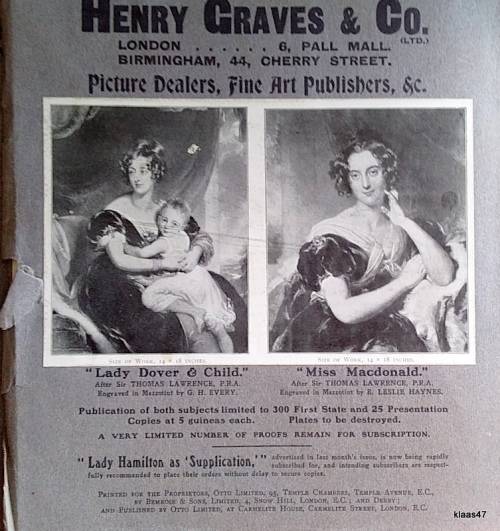 HENRY GRAVES & CO.
(LTD.)
LONDON . . . . . . 6, PALL MALL.
BIRMINGHAM, 44, CHERRY STREET.
Picture Dealers, Fine Art Publishers, &c.
SIZE OF WORK, 14 × 18 INCHES.
"Lady Dover & Child."
After Sir THOMAS LAWRENCE, P.R.A.
Engraved in Mezzotint by G. H. EVERY.
SIZE OF WORK, 14 × 18 INCHES.
"Miss Macdonald."
After Sir THOMAS LAWRENCE, P.R.A.
Engraved in Mezzotint by E. LESLIE HAYNES.
Publication of both subjects limited to 300 First State and 25 Presentation
Copies at 5 guineas each. Plates to be destroyed.
A VERY LIMITED NUMBER OF PROOFS REMAIN FOR SUBSCRIPTION.
"Lady Hamilton as 'Supplication,'" advertised in last month's issue, is now being rapidly
subscribed for, and intending subscribers are respect-
fully recommended to place their orders without delay to secure copies.
PRINTED FOR THE PROPRIETORS, OTTO LIMITED, 95, TEMPLE CHAMBERS, TEMPLE AVENUE, E.C.,
BY BEMROSE & SONS, LIMITED, 4, SNOW HILL, LONDON, E.C.; AND DERBY;
AND PUBLISHED BY OTTO LIMITED, AT CARMELITE HOUSE, CARMELITE STREET, LONDON, E.C.
klaas47